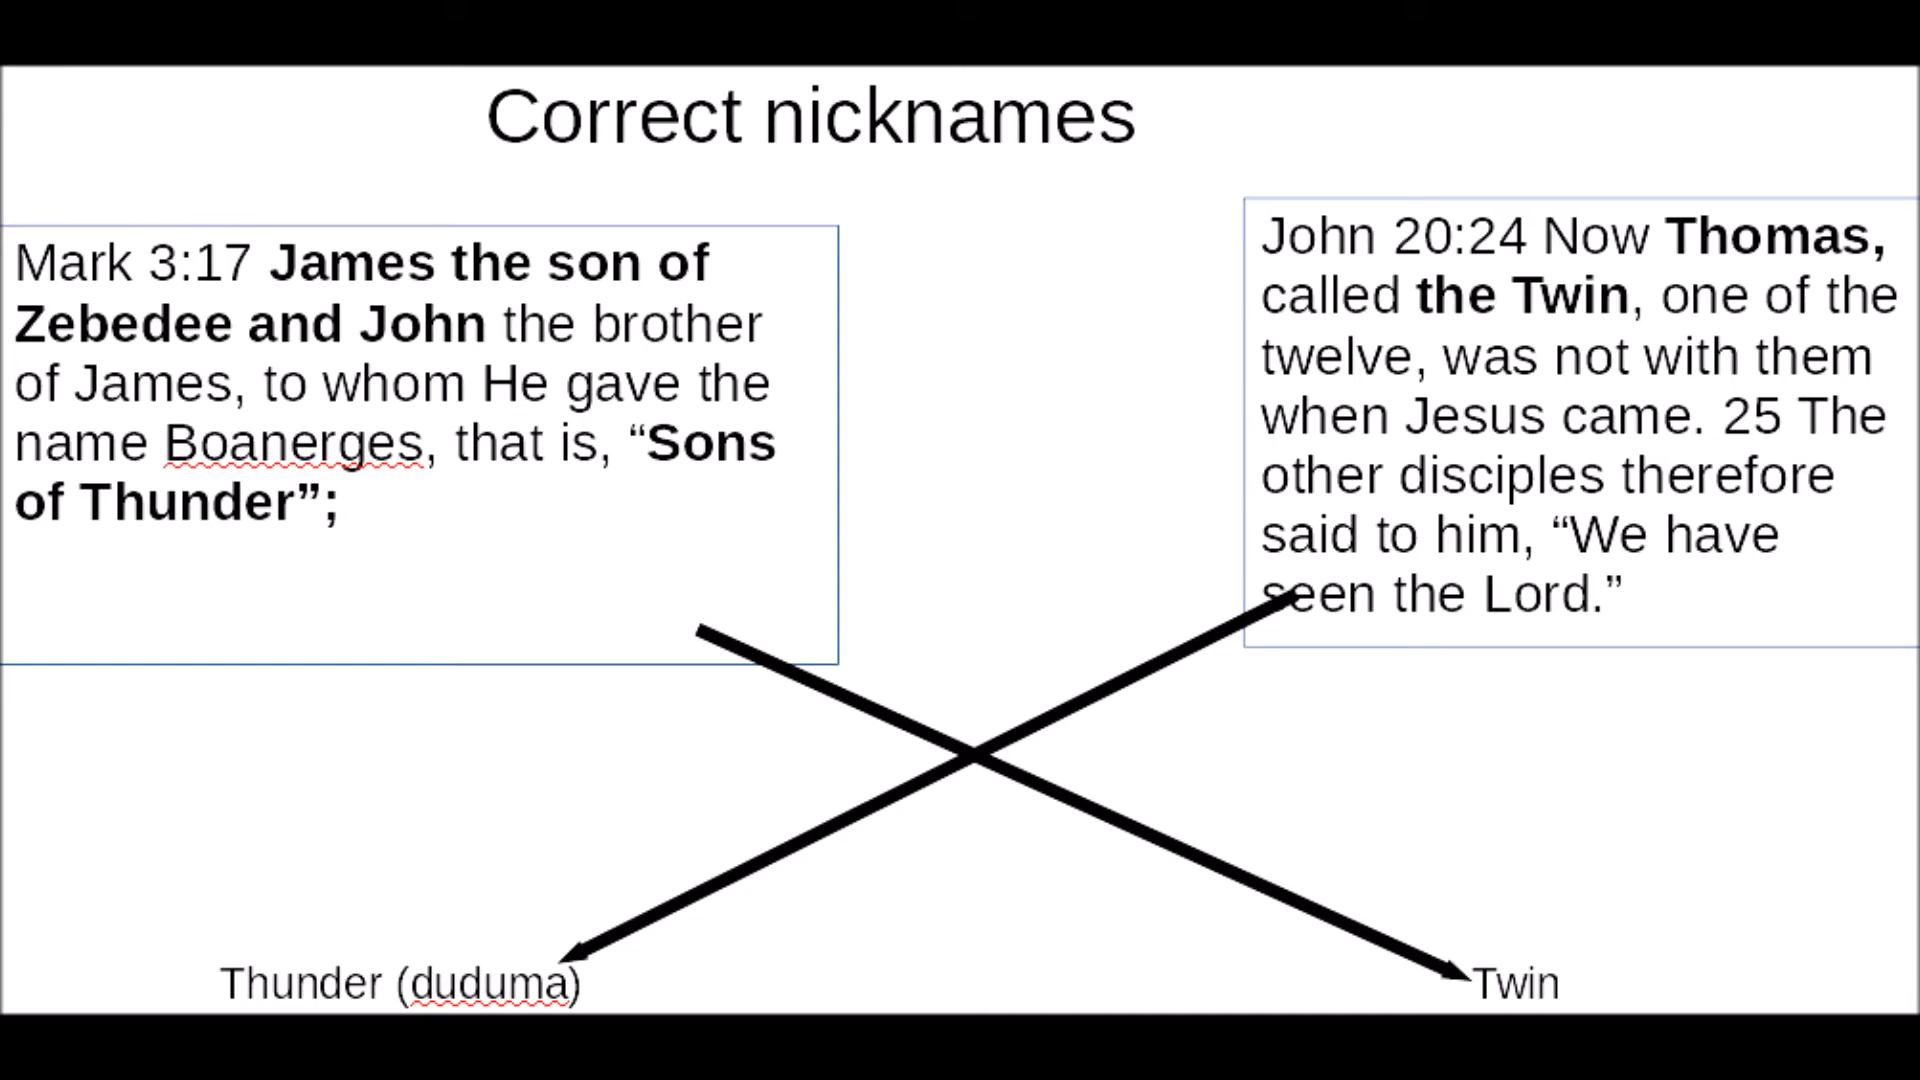 Correct nicknames
Mark 3:17 James the son of
Zebedee and John the brother
of James, to whom He gave the
name Boanerges, that is, “Sons
of Thunder”;
John 20:24 Now Thomas,
called the Twin, one of the
twelve, was not with them
when Jesus came. 25 The
other disciples therefore
said to him, “We have
seen the Lord.”
Thunder (duduma)
Twin